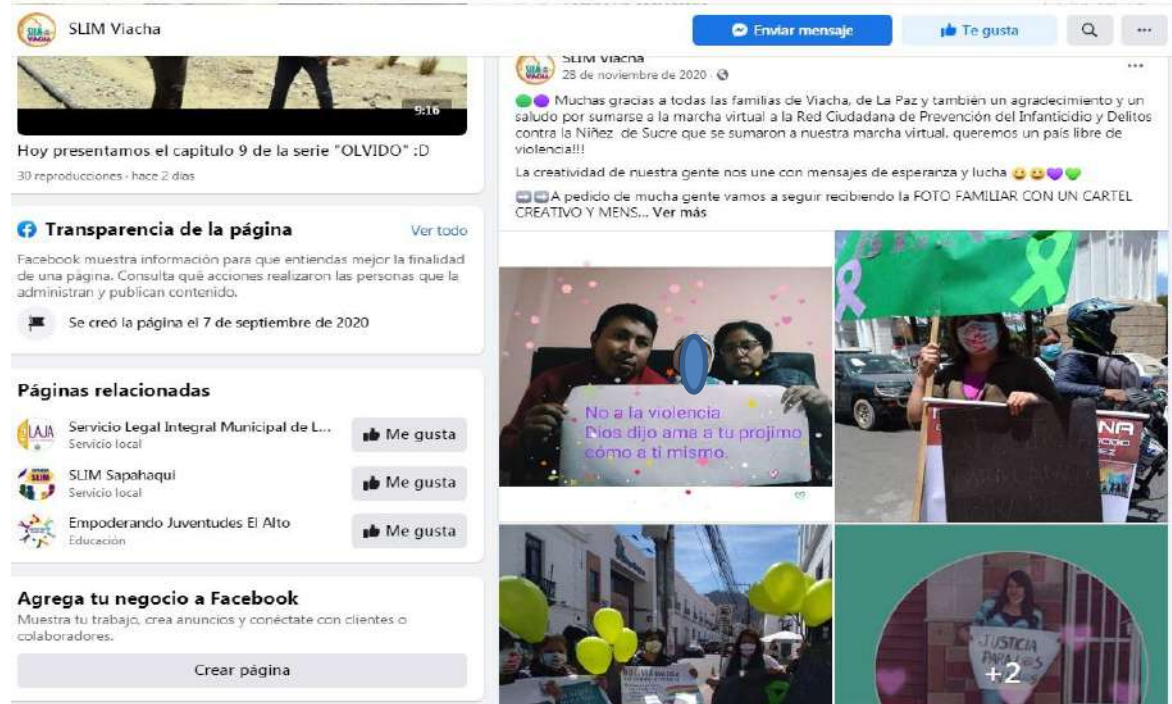 SLIM Viacha
Enviar mensaje
Te gusta
9:16
Hoy presentamos el capitulo 9 de la serie "OLVIDO" :D
30 reproducciones · hace 2 días
Transparencia de la página
Ver todo
Facebook muestra información para que entiendas mejor la finalidad
de una página. Consulta qué acciones realizaron las personas que la
administran y publican contenido.
Se creó la página el 7 de septiembre de 2020
Páginas relacionadas
LAJA
Servicio Legal Integral Municipal de L...
Servicio local
Me gusta
SLIM
SLIM Sapahaqui
Servicio local
Me gusta
Empoderando Juventudes El Alto
Educación
Me gusta
Agrega tu negocio a Facebook
Muestra tu trabajo, crea anuncios y conéctate con clientes o
colaboradores.
Crear página
SLIM Viacha
28 de noviembre de 2020
Muchas gracias a todas las familias de Viacha, de La Paz y también un agradecimiento y un
saludo por sumarse a la marcha virtual a la Red Ciudadana de Prevención del Infanticidio y Delitos
contra la Niñez de Sucre que se sumaron a nuestra marcha virtual. queremos un país libre de
violencia!!!
La creatividad de nuestra gente nos une con mensajes de esperanza y lucha
A pedido de mucha gente vamos a seguir recibiendo la FOTO FAMILIAR CON UN CARTEL
CREATIVO Y MENS... Ver más
No a la violencia
Dios dijo ama a tu projimo
cómo a ti mismo.
JUSTICIA
+2